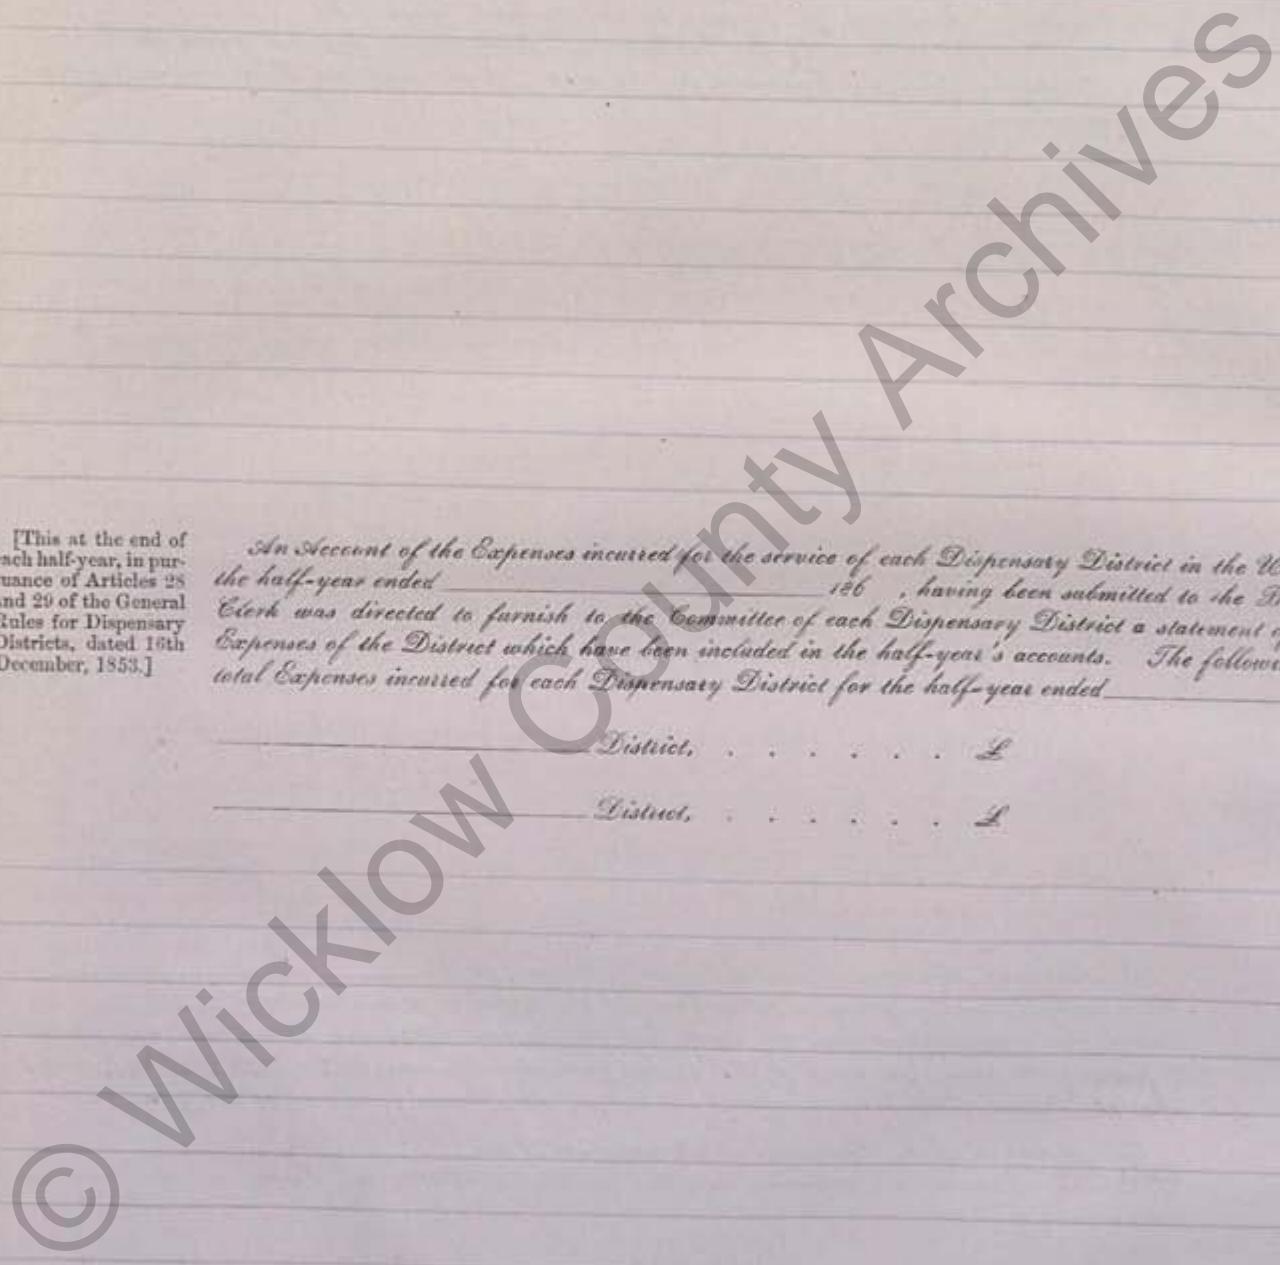 [This at the end of
ach half-year, in pur-
uance of Articles 28
nd 29 of the General
Rules for Dispensary
Districts, dated 16th
December, 1853.]
An Account of the Expenses incurred for the service of each Dispensary District in the U
the half-year ended 186 , having been submitted to the B
Clerk was directed to furnish to the Committee of each Dispensary District a statement
Expenses of the District which have been included in the half-year's accounts. The follow
total Expenses incurred for each Dispensary District for the half-year ended
District, . . . . . . £
District, . . . . . . £
© Wicklow County Archives